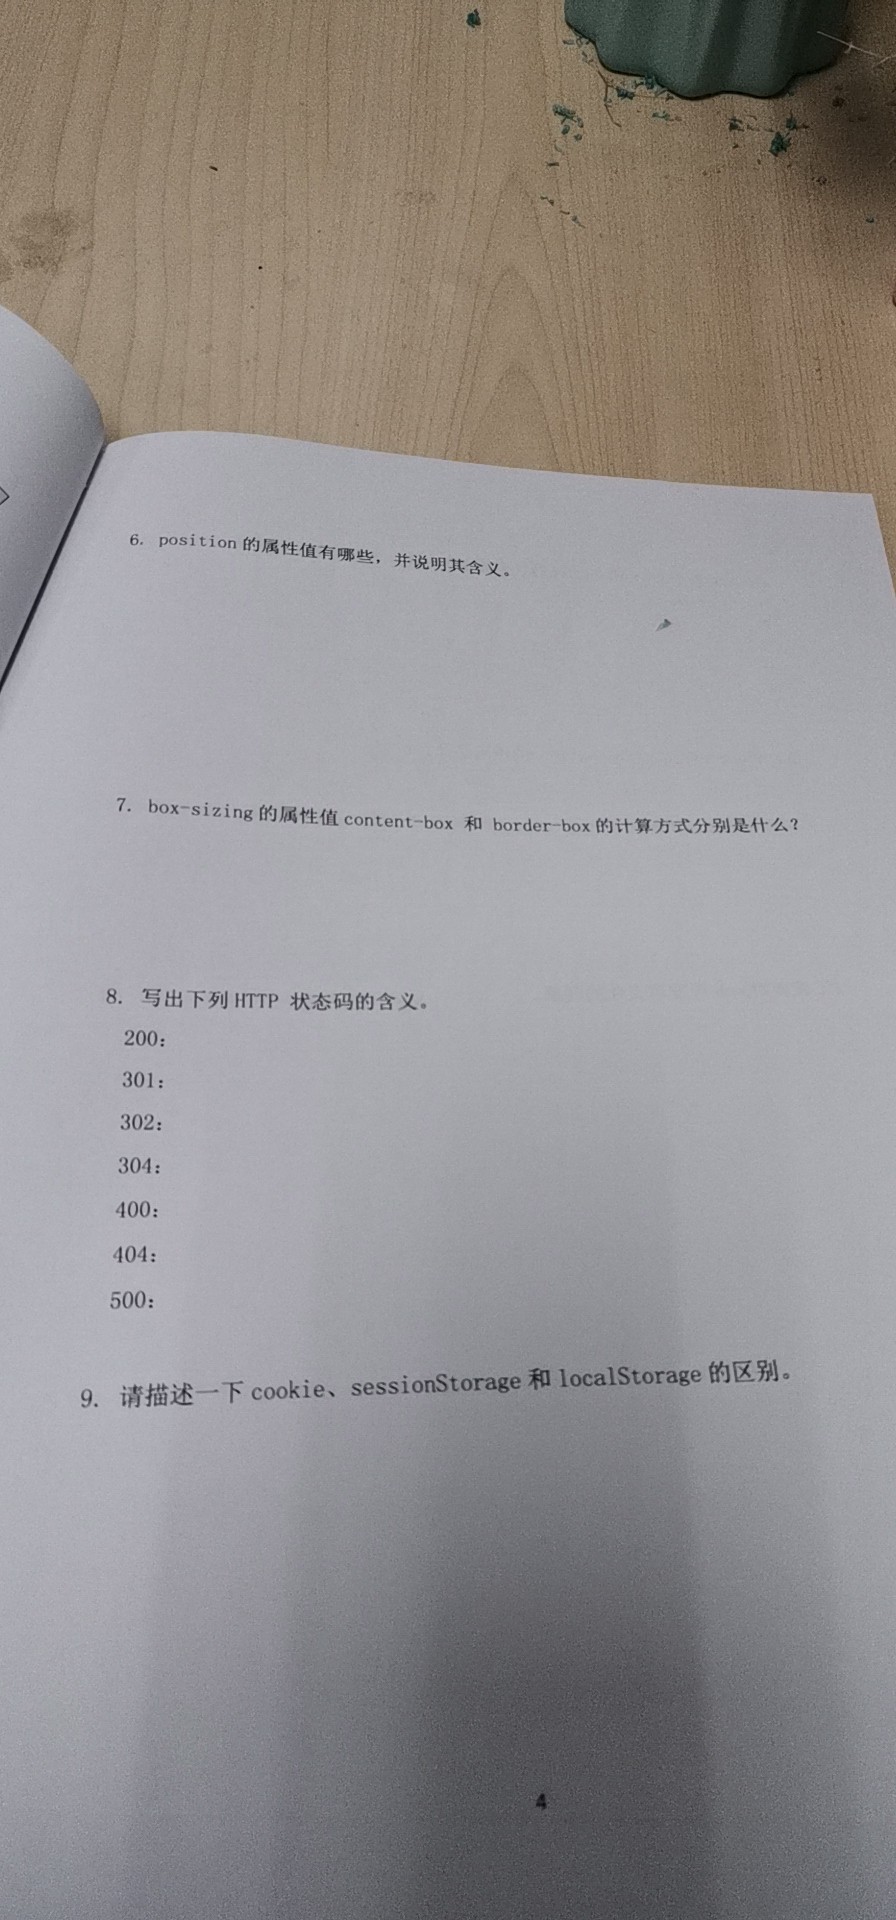 6. position 的属性值有哪些，并说明其含义。
7. box-sizing 的属性值 content-box 和 border-box 的计算方式分别是什么？
8. 写出下列 HTTP 状态码的含义。
200:
301:
302:
304:
400:
404:
500:
9. 请描述一下 cookie、sessionStorage 和 localStorage 的区别。
4